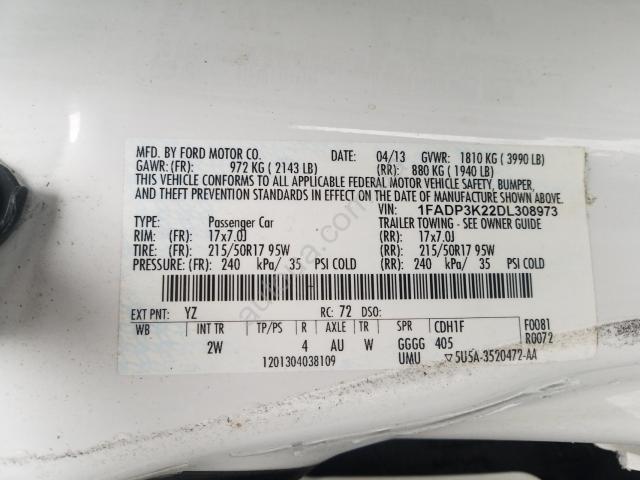 MFD. BY FORD MOTOR CO. DATE: 04/13 GVWR: 1810 KG ( 3990 LB)
GAWR: (FR): 972 KG ( 2143 LB) (RR): 880 KG ( 1940 LB)
THIS VEHICLE CONFORMS TO ALL APPLICABLE FEDERAL MOTOR VEHICLE SAFETY, BUMPER,
AND THEFT PREVENTION STANDARDS IN EFFECT ON THE DATE OF MANUFACTURE SHOWN ABOVE.
VIN: 1FADP3K22DL308973
TYPE: Passenger Car TRAILER TOWING - SEE OWNER GUIDE
RIM: (FR): 17x7.0J (RR): 17x7.0J
TIRE: (FR): 215/50R17 95W (RR): 215/50R17 95W
PRESSURE: (FR): 240 kPa/ 35 PSI COLD (RR): 240 kPa/ 35 PSI COLD
EXT PNT: YZ RC: 72 DSO:
WB INT TR TP/PS R AXLE TR SPR CDH1F F0081
2W 4 AU W GGGG 405 R0072
1201304038109 UMU ▽5U5A-3520472-AA